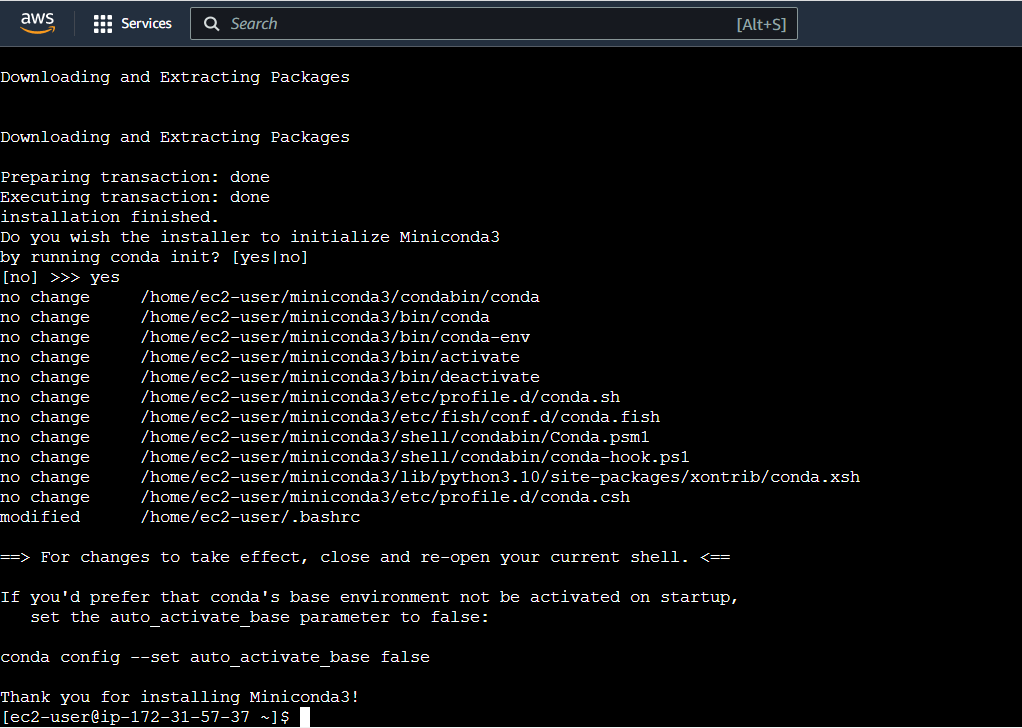 aws Services Search [Alt+S]
Downloading and Extracting Packages
Downloading and Extracting Packages
Preparing transaction: done
Executing transaction: done
installation finished.
Do you wish the installer to initialize Miniconda3
by running conda init? [yes|no]
[no] >>> yes
no change     /home/ec2-user/miniconda3/condabin/conda
no change     /home/ec2-user/miniconda3/bin/conda
no change     /home/ec2-user/miniconda3/bin/conda-env
no change     /home/ec2-user/miniconda3/bin/activate
no change     /home/ec2-user/miniconda3/bin/deactivate
no change     /home/ec2-user/miniconda3/etc/profile.d/conda.sh
no change     /home/ec2-user/miniconda3/etc/fish/conf.d/conda.fish
no change     /home/ec2-user/miniconda3/shell/condabin/Conda.psm1
no change     /home/ec2-user/miniconda3/shell/condabin/conda-hook.ps1
no change     /home/ec2-user/miniconda3/lib/python3.10/site-packages/xontrib/conda.xsh
no change     /home/ec2-user/miniconda3/etc/profile.d/conda.csh
modified      /home/ec2-user/.bashrc
==> For changes to take effect, close and re-open your current shell. <==
If you'd prefer that conda's base environment not be activated on startup,
   set the auto_activate_base parameter to false:
conda config --set auto_activate_base false
Thank you for installing Miniconda3!
[ec2-user@ip-172-31-57-37 ~]$